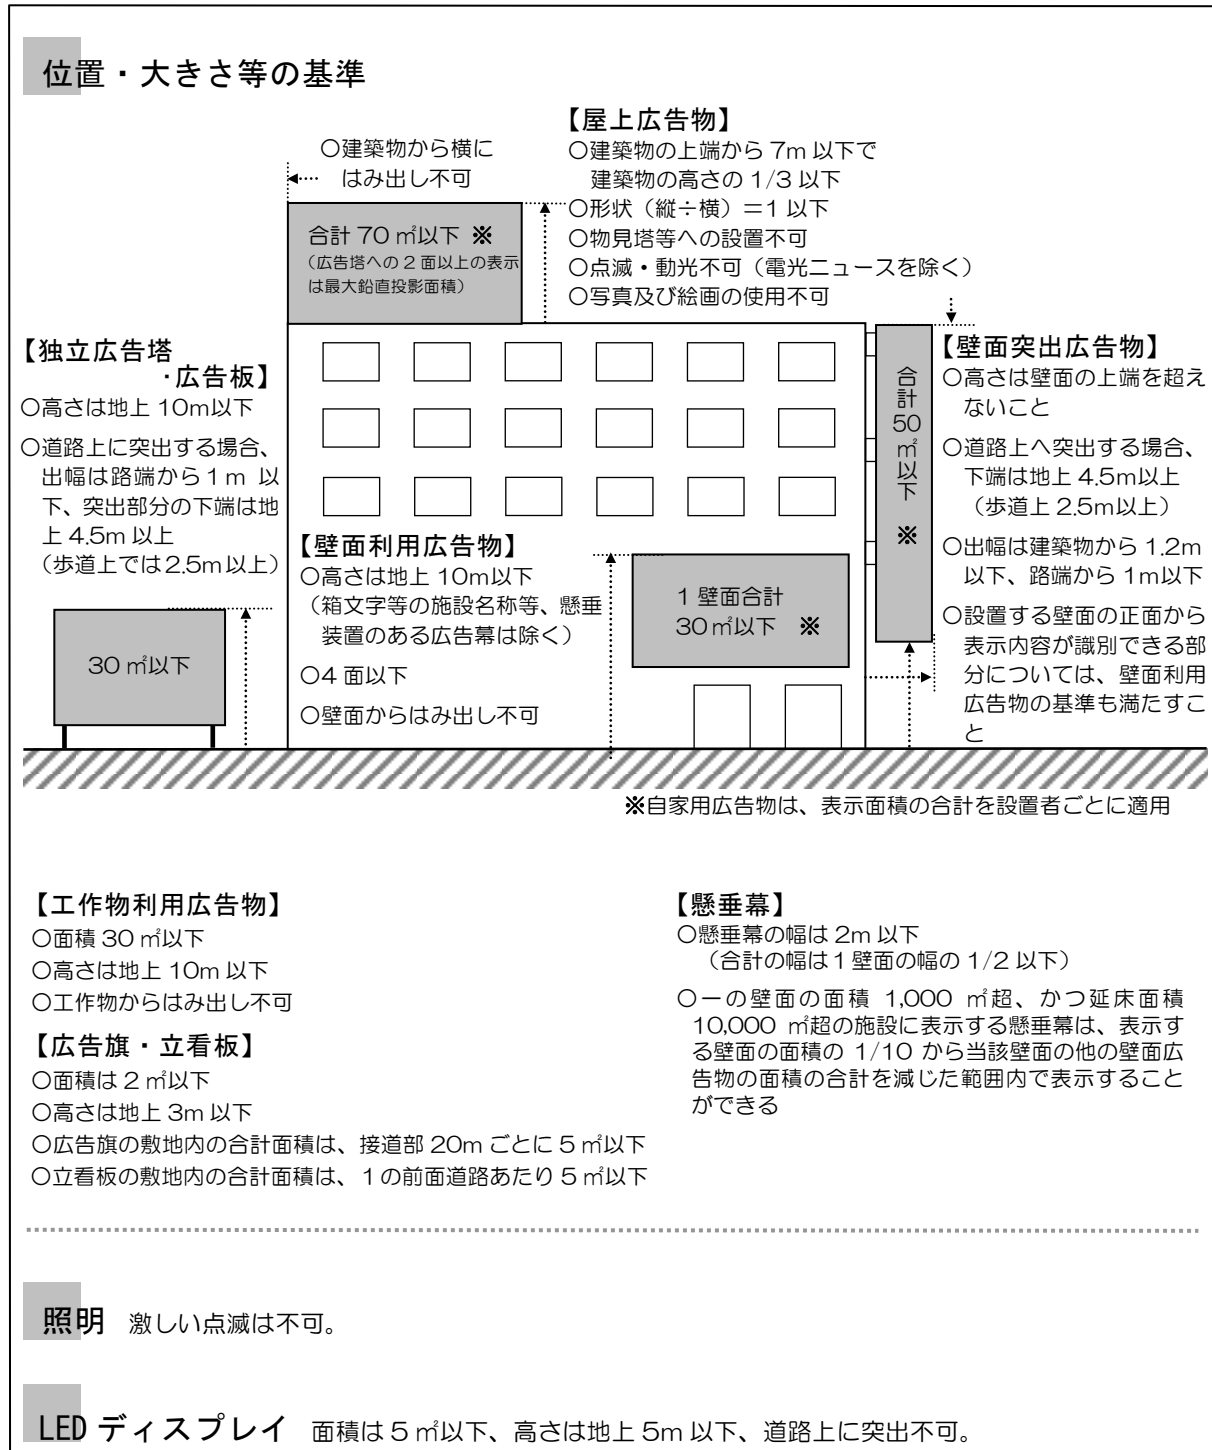 位置・大きさ等の基準
【屋上広告物】
○建築物から横に
はみ出し不可
○建築物の上端から 7m 以下で
建築物の高さの 1/3 以下
○形状（縦÷横）＝1 以下
○物見塔等への設置不可
○点滅・動光不可（電光ニュースを除く）
○写真及び絵画の使用不可
合計 70 ㎡以下 ※
（広告塔への 2 面以上の表示
は最大鉛直投影面積）
【独立広告塔
・広告板】
○高さは地上 10m以下
○道路上に突出する場合、
出幅は路端から１m 以
下、突出部分の下端は地
上 4.5m 以上
（歩道上では2.5m以上）
30 ㎡以下
【壁面利用広告物】
○高さは地上 10m以下
（箱文字等の施設名称等、懸垂
装置のある広告幕は除く）
○4 面以下
○壁面からはみ出し不可
１壁面合計
30㎡以下 ※
合計50㎡以下 ※
【壁面突出広告物】
○高さは壁面の上端を超え
ないこと
○道路上へ突出する場合、
下端は地上 4.5m以上
（歩道上 2.5m以上）
○出幅は建築物から 1.2m
以下、路端から 1m以下
○設置する壁面の正面から
表示内容が識別できる部
分については、壁面利用
広告物の基準も満たすこ
と
※自家用広告物は、表示面積の合計を設置者ごとに適用
【工作物利用広告物】
○面積 30 ㎡以下
○高さは地上 10m 以下
○工作物からはみ出し不可
【広告旗・立看板】
○面積は 2 ㎡以下
○高さは地上 3m 以下
○広告旗の敷地内の合計面積は、接道部 20m ごとに 5 ㎡以下
○立看板の敷地内の合計面積は、１の前面道路あたり 5 ㎡以下
【懸垂幕】
○懸垂幕の幅は 2m 以下
（合計の幅は１壁面の幅の 1/2 以下）
○一の壁面の面積 1,000 ㎡超、かつ延床面積
10,000 ㎡超の施設に表示する懸垂幕は、表示す
る壁面の面積の 1/10 から当該壁面の他の壁面広
告物の面積の合計を減じた範囲内で表示すること
ができる
照明 激しい点滅は不可。
LED ディスプレイ 面積は 5 ㎡以下、高さは地上 5m 以下、道路上に突出不可。